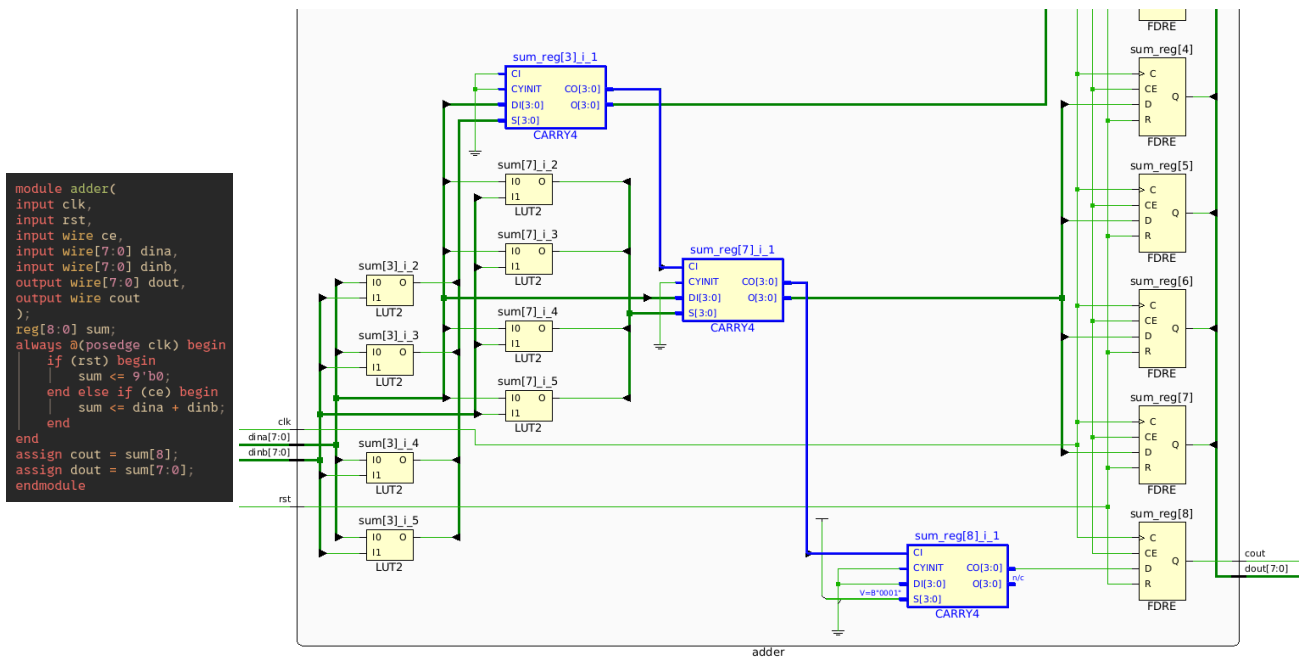 module adder(
input clk,
input rst,
input wire ce,
input wire[7:0] dina,
input wire[7:0] dinb,
output wire[7:0] dout,
output wire cout
);
reg[8:0] sum;
always @(posedge clk) begin
if (rst) begin
sum <= 9'b0;
end else if (ce) begin
sum <= dina + dinb;
end
end
assign cout = sum[8];
assign dout = sum[7:0];
endmodule
clk
dina[7:0]
dinb[7:0]
rst
sum[3]_i_2
I0 O
I1
LUT2
sum[3]_i_3
I0 O
I1
LUT2
sum[3]_i_4
I0 O
I1
LUT2
sum[3]_i_5
I0 O
I1
LUT2
sum_reg[3]_i_1
CI
CYINIT CO[3:0]
DI[3:0] O[3:0]
S[3:0]
CARRY4
sum[7]_i_2
I0 O
I1
LUT2
sum[7]_i_3
I0 O
I1
LUT2
sum[7]_i_4
I0 O
I1
LUT2
sum[7]_i_5
I0 O
I1
LUT2
sum_reg[7]_i_1
CI
CYINIT CO[3:0]
DI[3:0] O[3:0]
S[3:0]
CARRY4
sum_reg[8]_i_1
CI
CYINIT CO[3:0]
DI[3:0] O[3:0] n/c
V=B"0001" S[3:0]
CARRY4
FDRE
sum_reg[4]
C
CE
D Q
R
FDRE
sum_reg[5]
C
CE
D Q
R
FDRE
sum_reg[6]
C
CE
D Q
R
FDRE
sum_reg[7]
C
CE
D Q
R
FDRE
sum_reg[8]
C
CE
D Q
R
FDRE
cout
dout[7:0]
adder